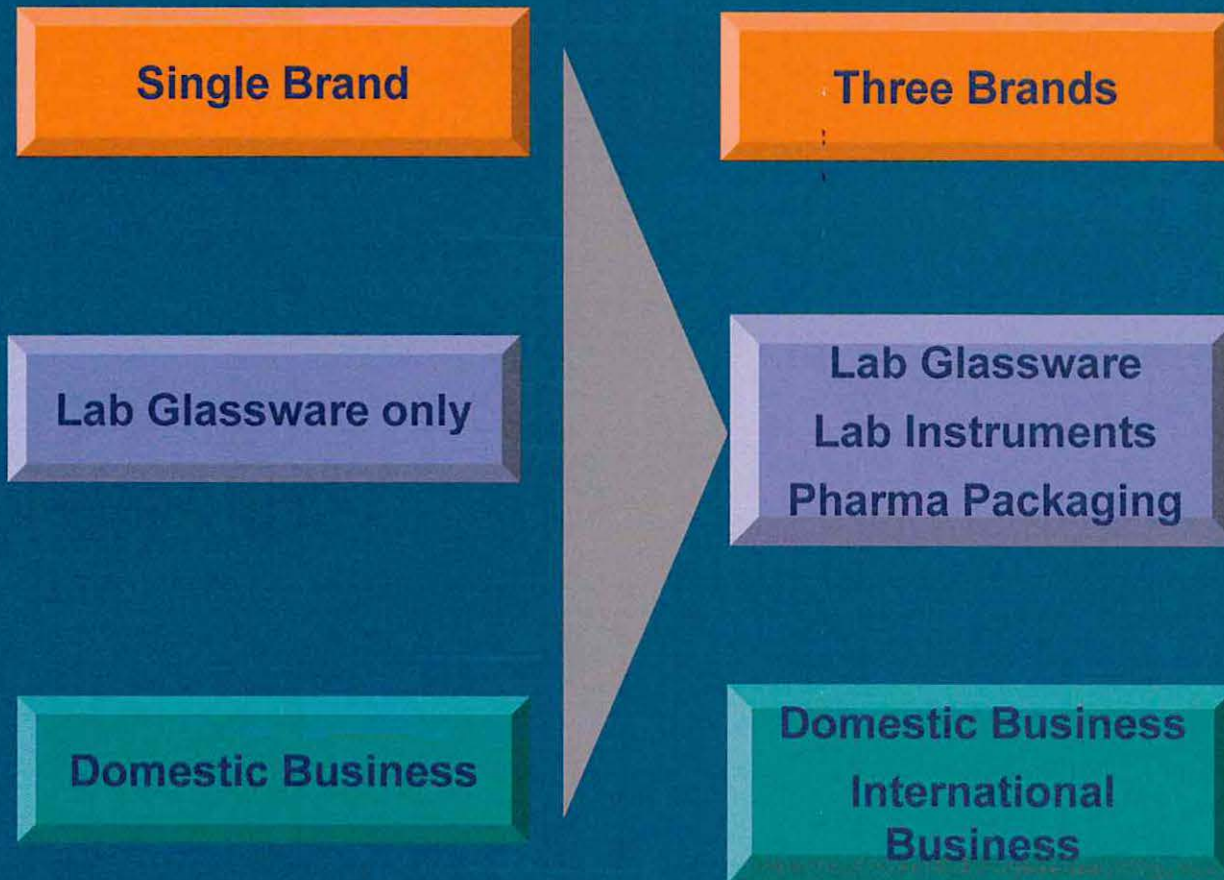 Single Brand
Three Brands
Lab Glassware only
Lab Glassware
Lab Instruments
Pharma Packaging
Domestic Business
Domestic Business
International
Business